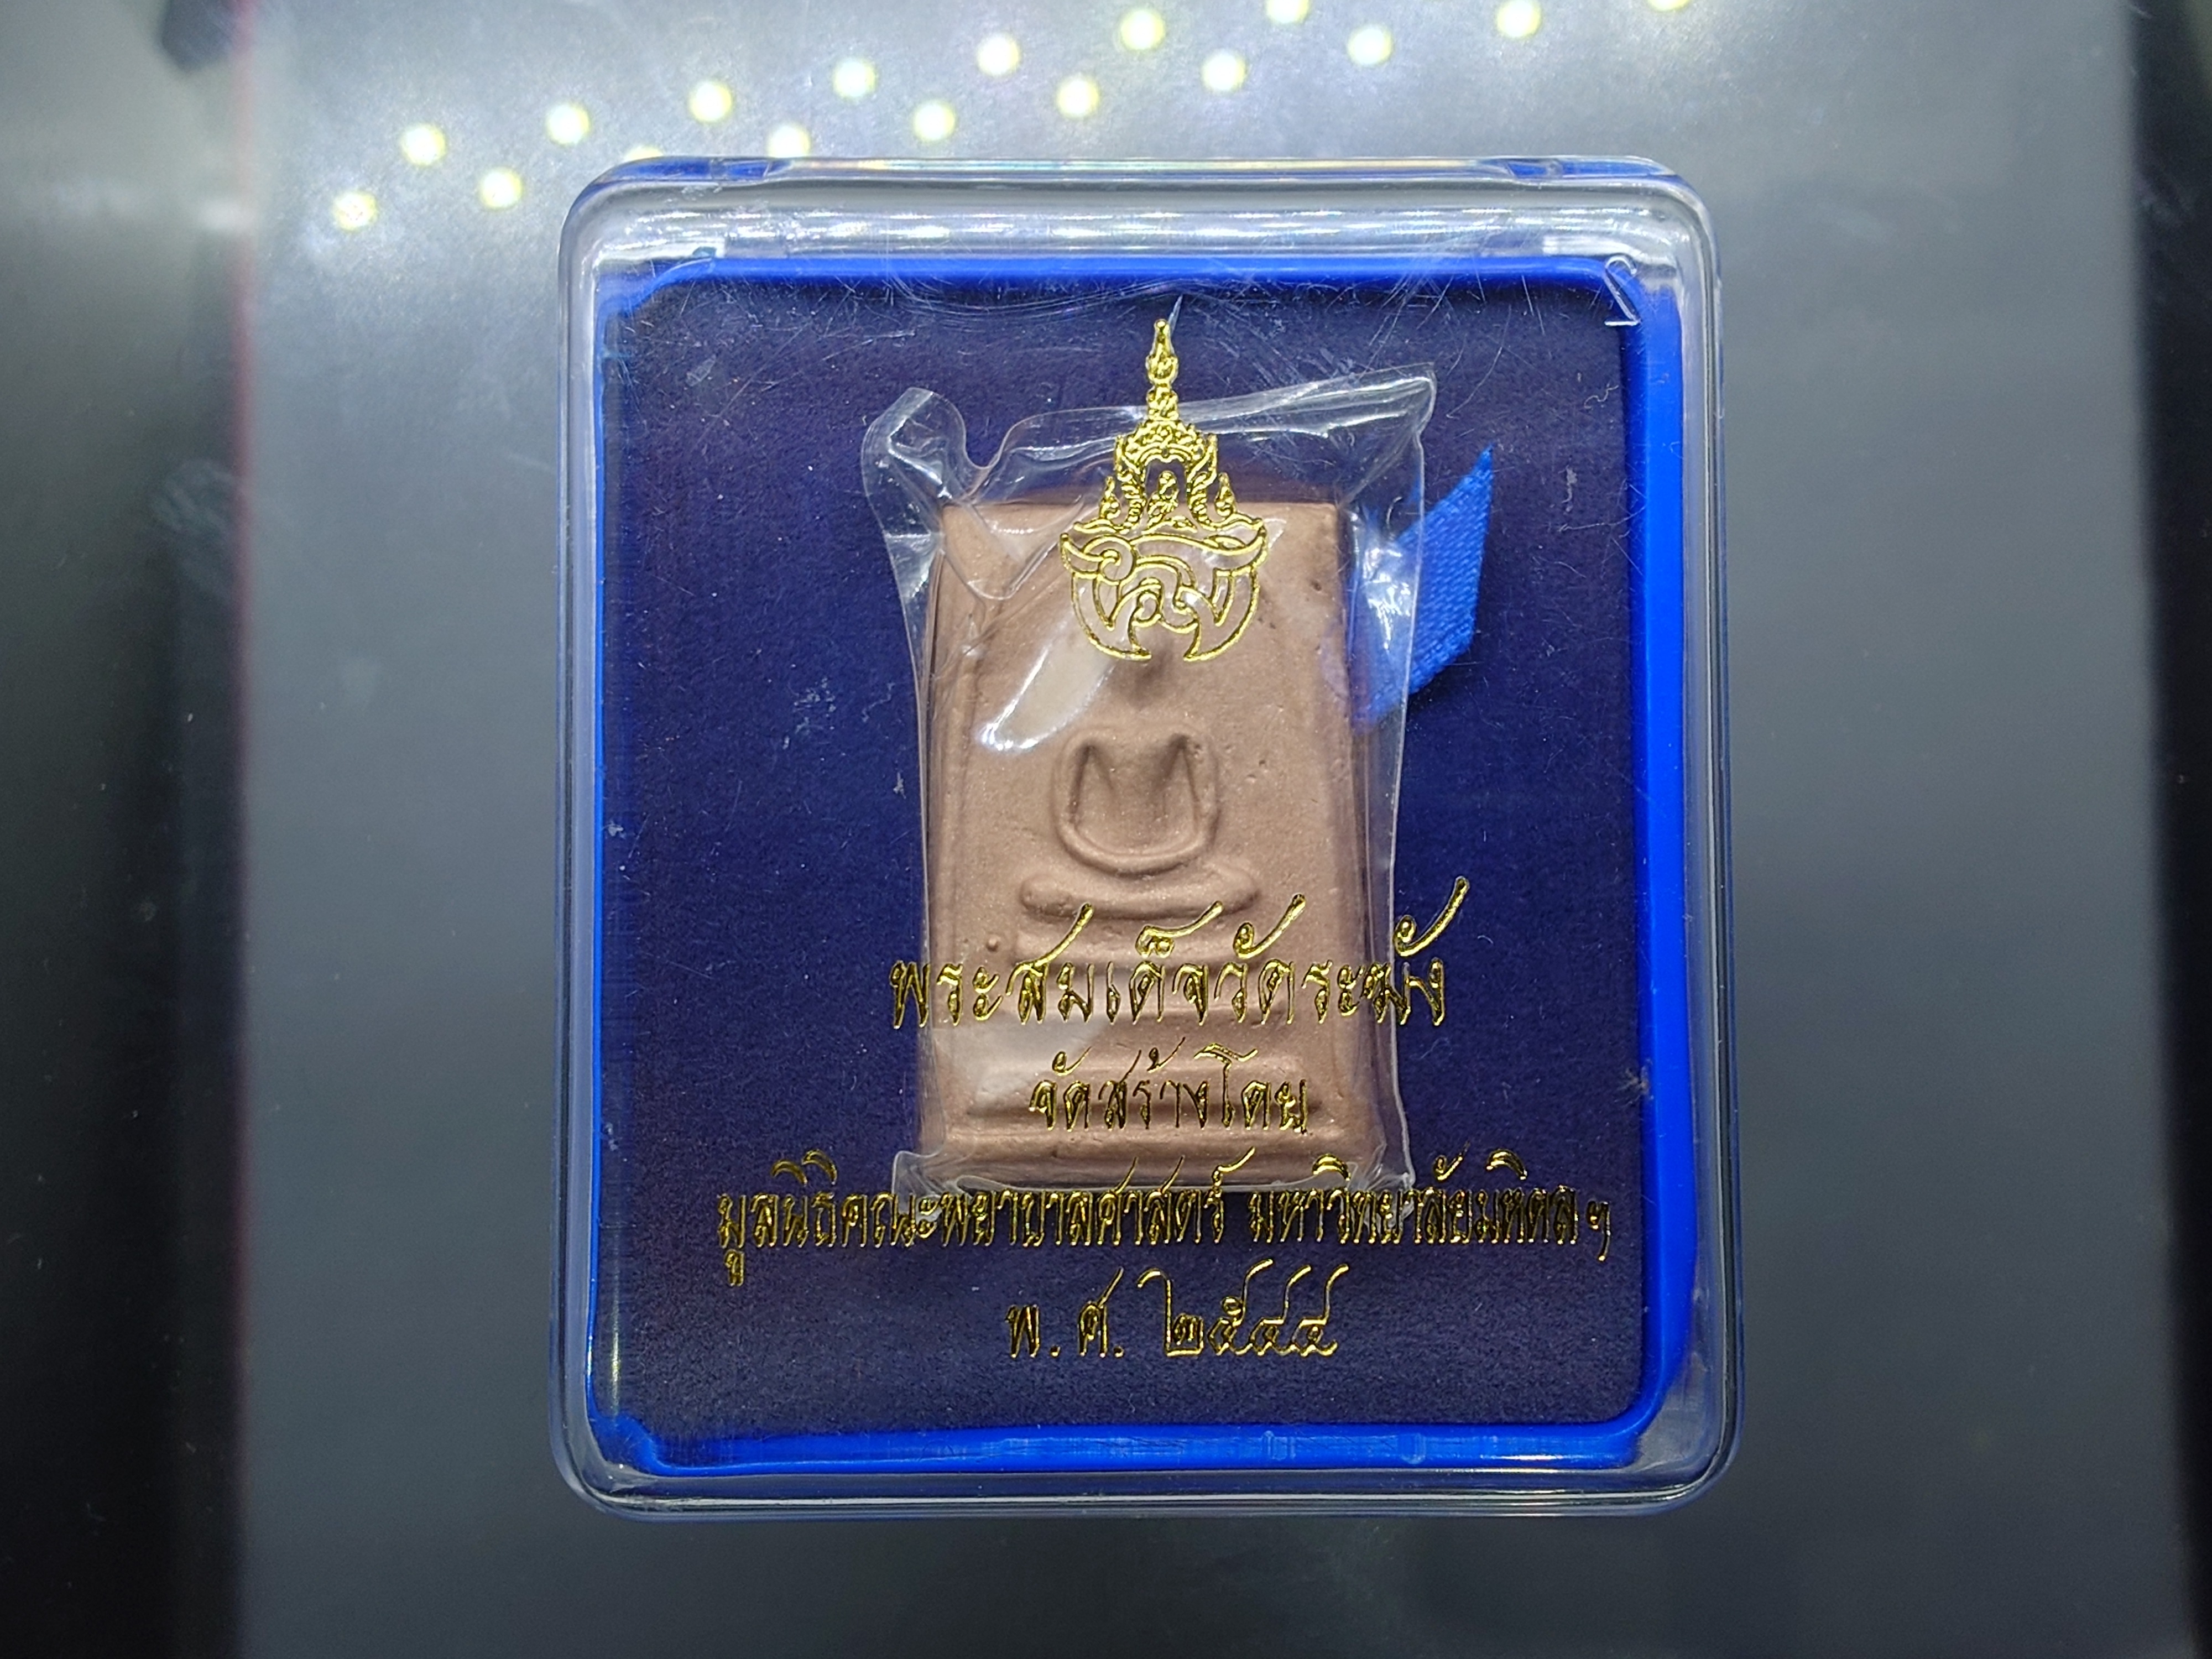 พระสมเด็จวัดระฆัง
จัดสร้างโดย
มูลนิธิคณะพยาบาลศาสตร์ มหาวิทยาลัยมหิดล ฯ
พ.ศ. ๒๕๔๔